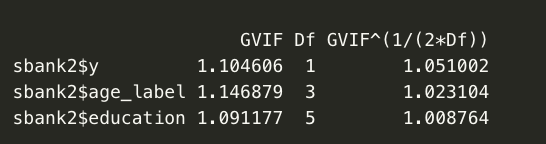 GVIF Df GVIF^(1/(2*Df))
sbank2$y 1.104606 1 1.051002
sbank2$age_label 1.146879 3 1.023104
sbank2$education 1.091177 5 1.008764